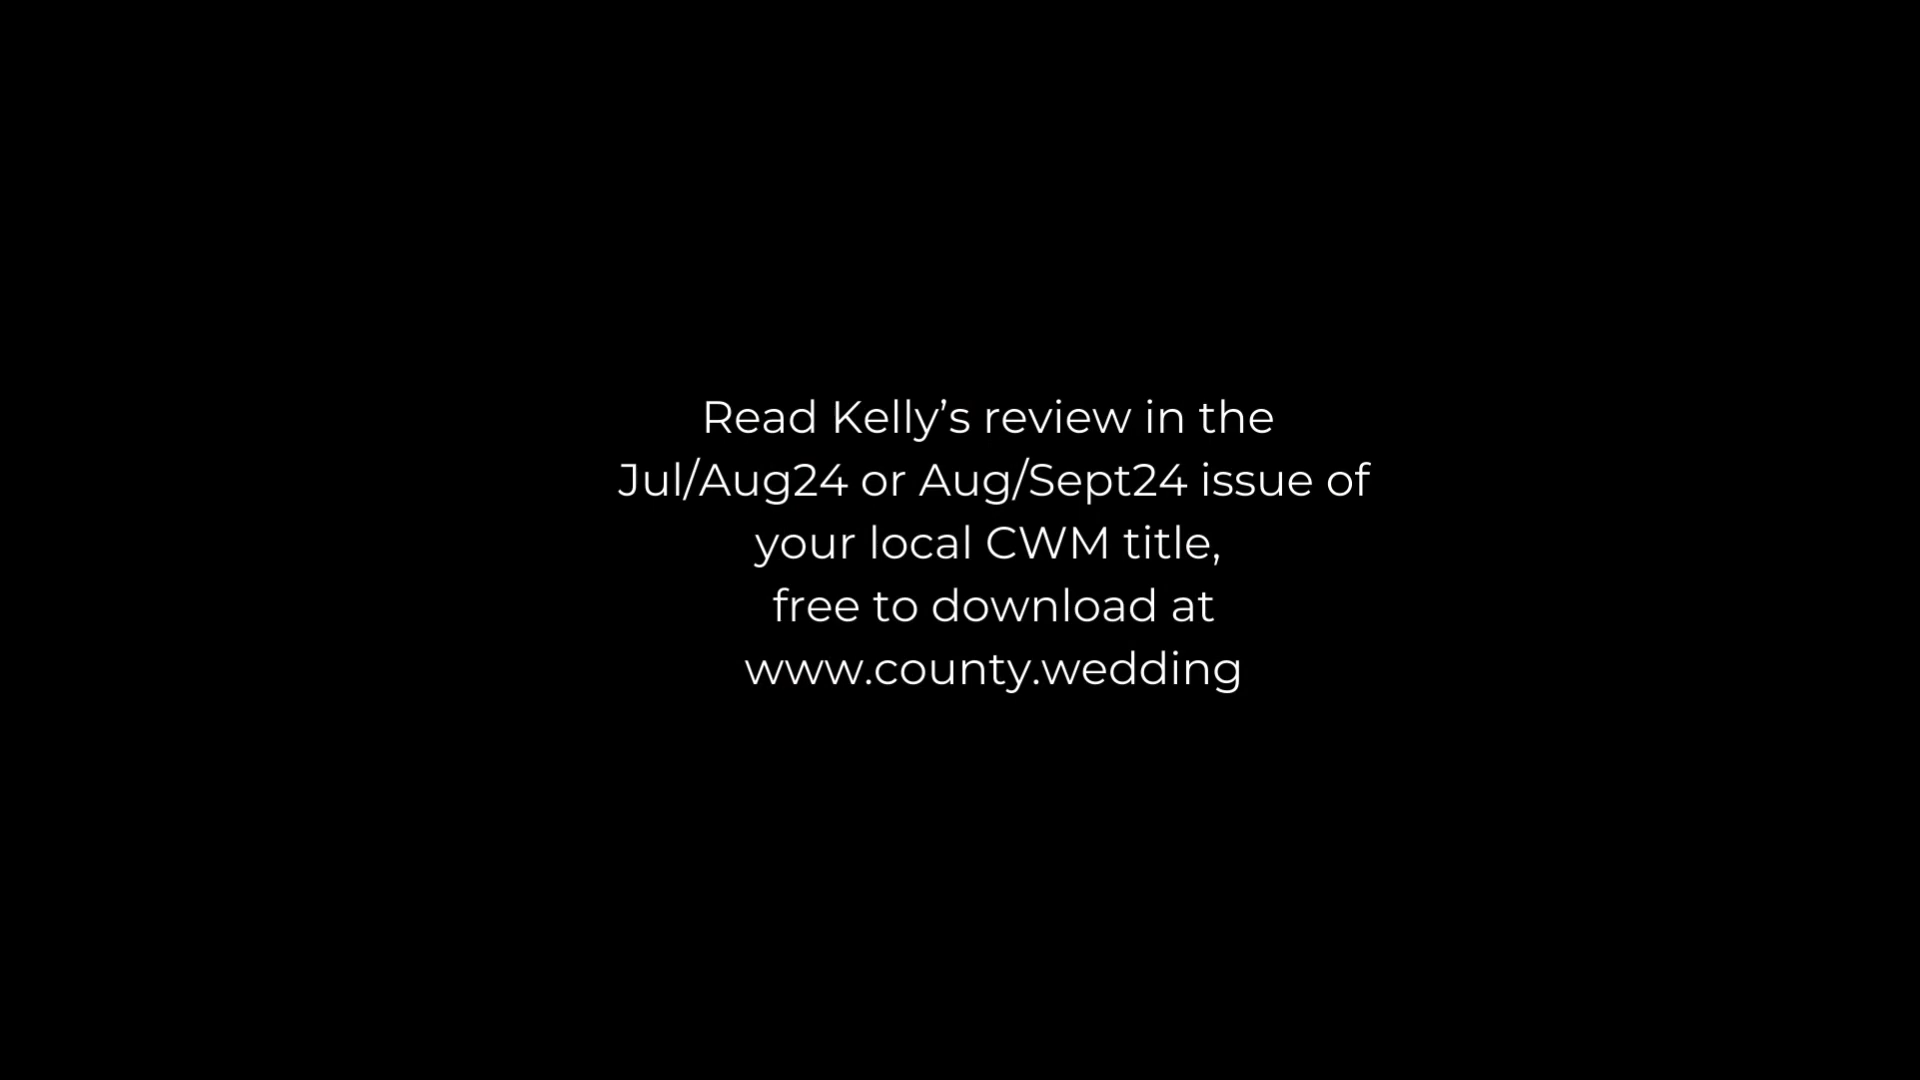 Read Kelly’s review in the
Jul/Aug24 or Aug/Sept24 issue of
your local CWM title,
free to download at
www.county.wedding